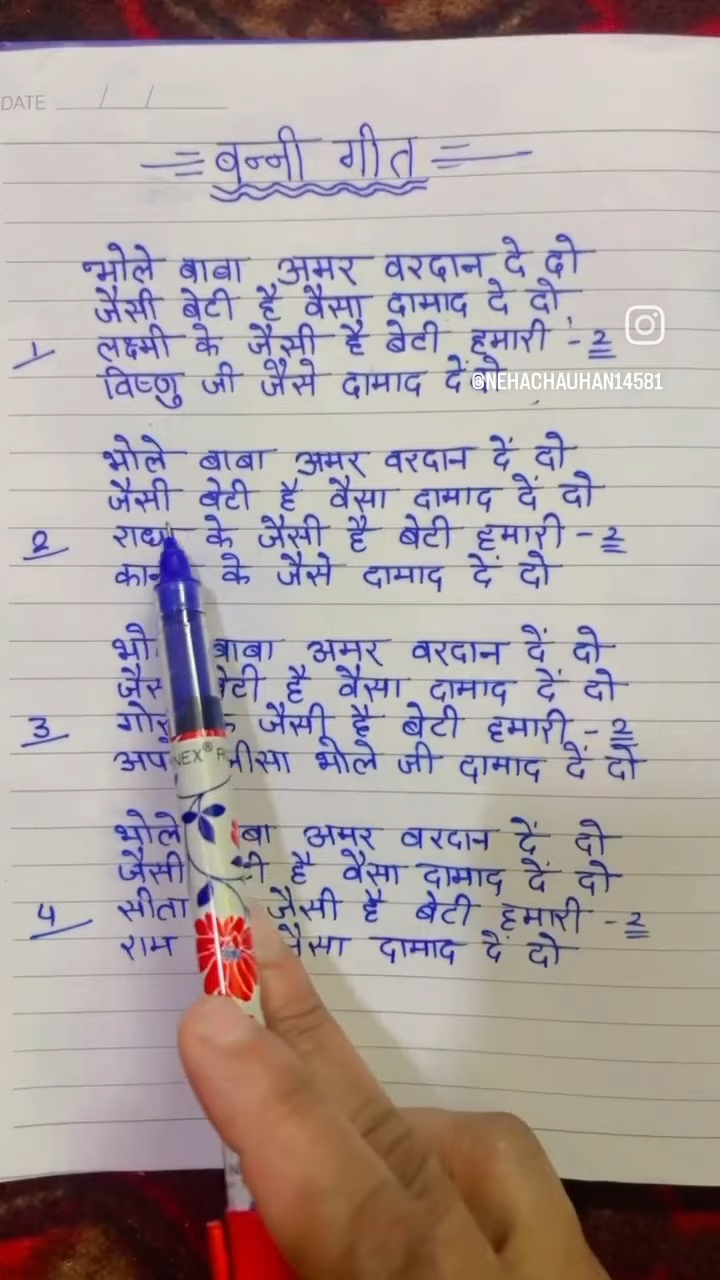 DATE / /
बन्नी गीत
भोले बाबा अमर वरदान दे दो
जैसी बेटी है वैसा दामाद दे दो
1 लक्ष्मी के जैसी है बेटी हमारी - 2
विष्णु जी जैसे दामाद दें दो
@NEHACHAUHAN14581
भोले बाबा अमर वरदान दें दो
जैसी बेटी है वैसा दामाद दें दो
2 राधा के जैसी है बेटी हमारी - 2
के जैसे दामाद दें दो
बाबा अमर वरदान दें दो
है वैसा दामाद दें दो
3 जैसी है बेटी हमारी - 2
भोले जी दामाद दें दो
भोले अमर वरदान दें दो
जैसी है वैसा दामाद दें दो
4 सीता जैसी है बेटी हमारी - 2
राम दामाद दें दो